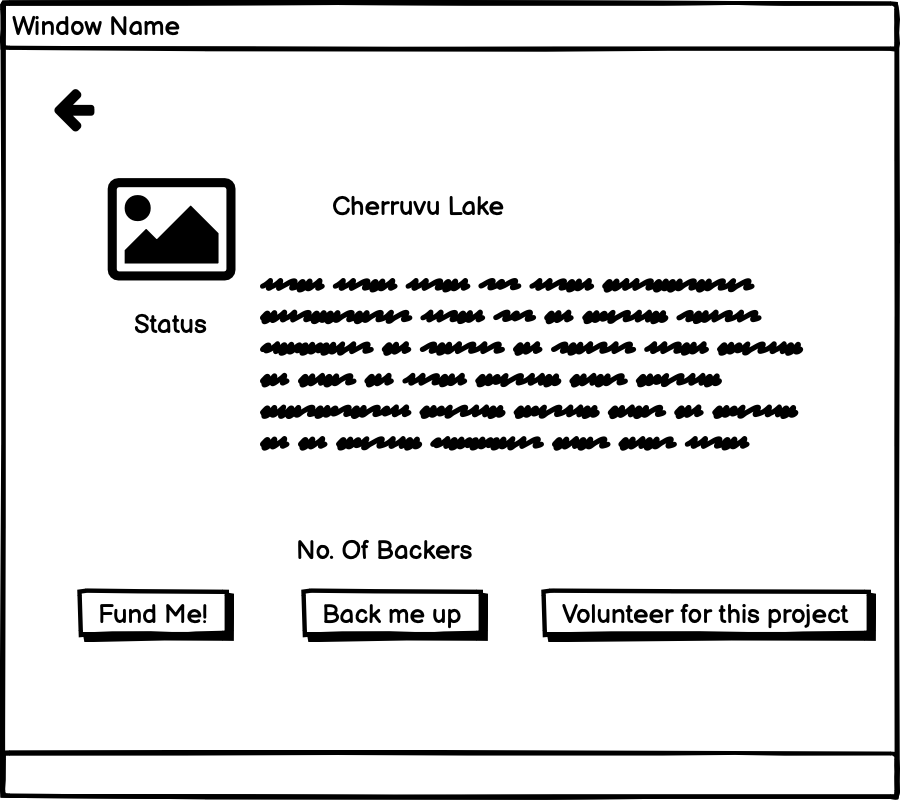 Window Name
Cherruvu Lake
Status
No. Of Backers
Fund Me!
Back me up
Volunteer for this project